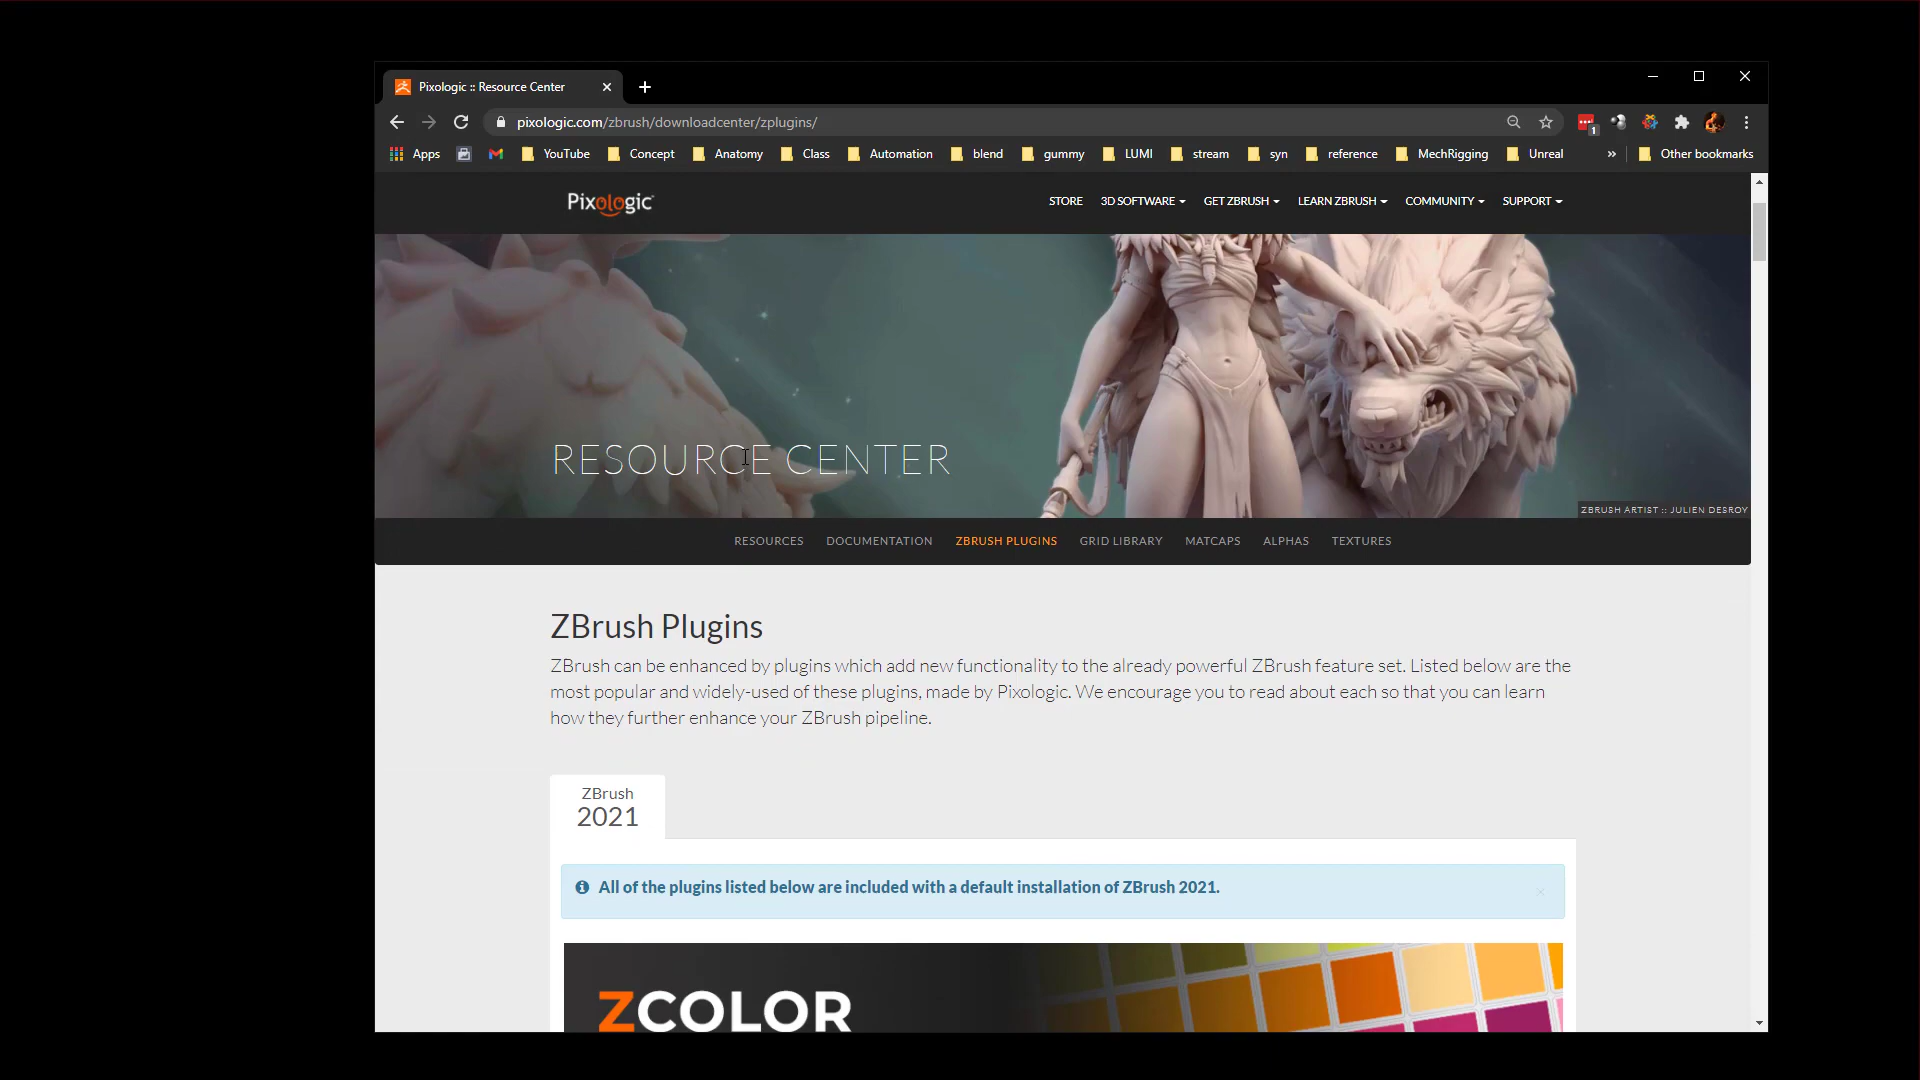 Pixologic :: Resource Center
pixologic.com/zbrush/downloadcenter/zplugins/
1
Apps YouTube Concept Anatomy Class Automation blend gummy LUMI stream syn reference MechRigging Unreal » Other bookmarks
Pixologic STORE 3D SOFTWARE GET ZBRUSH LEARN ZBRUSH COMMUNITY SUPPORT
RESOURCE CENTER
ZBRUSH ARTIST :: JULIEN DESROY
RESOURCES DOCUMENTATION ZBRUSH PLUGINS GRID LIBRARY MATCAPS ALPHAS TEXTURES
ZBrush Plugins
ZBrush can be enhanced by plugins which add new functionality to the already powerful ZBrush feature set. Listed below are the
most popular and widely-used of these plugins, made by Pixologic. We encourage you to read about each so that you can learn
how they further enhance your ZBrush pipeline.
ZBrush
2021
All of the plugins listed below are included with a default installation of ZBrush 2021.
ZCOLOR